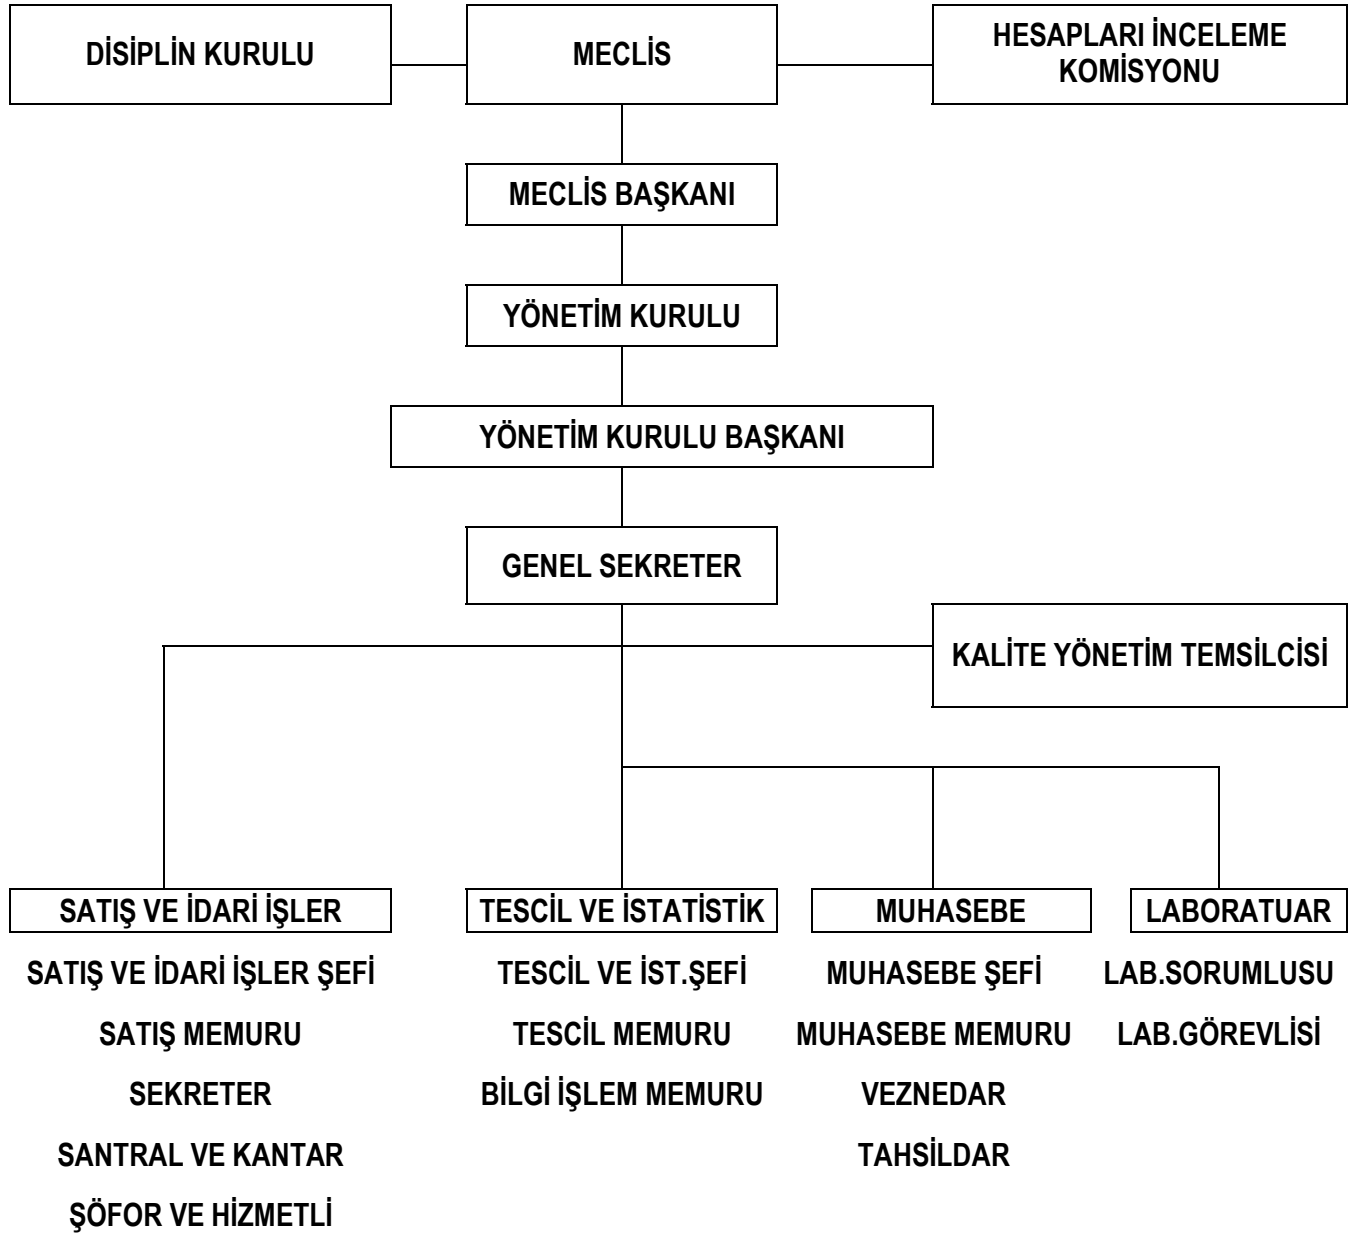 DİSİPLİN KURULU
MECLİS
HESAPLARI İNCELEME
KOMİSYONU
MECLİS BAŞKANI
YÖNETİM KURULU
YÖNETİM KURULU BAŞKANI
GENEL SEKRETER
KALİTE YÖNETİM TEMSİLCİSİ
SATIŞ VE İDARİ İŞLER
SATIŞ VE İDARİ İŞLER ŞEFİ
SATIŞ MEMURU
SEKRETER
SANTRAL VE KANTAR
ŞÖFOR VE HİZMETLİ
TESCİL VE İSTATİSTİK
TESCİL VE İST.ŞEFİ
TESCİL MEMURU
BİLGİ İŞLEM MEMURU
MUHASEBE
MUHASEBE ŞEFİ
MUHASEBE MEMURU
VEZNEDAR
TAHSİLDAR
LABORATUAR
LAB.SORUMLUSU
LAB.GÖREVLİSİ